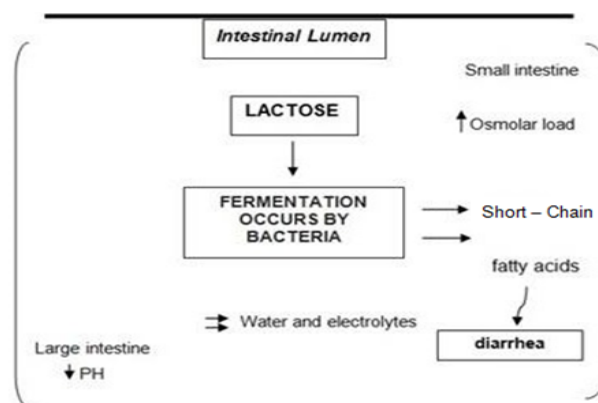 Intestinal Lumen
Small intestine
LACTOSE
Osmolar load
FERMENTATION
OCCURS BY
BACTERIA
Short – Chain
fatty acids
Water and electrolytes
diarrhea
Large intestine
PH